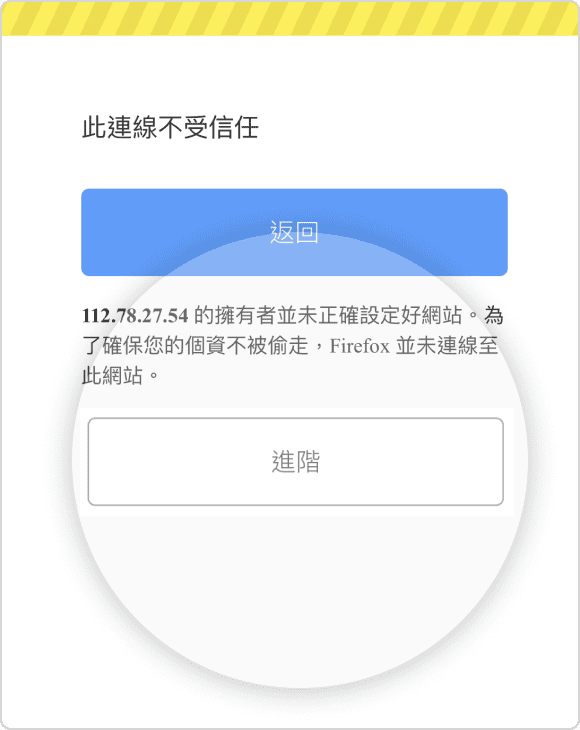 此連線不受信任
返回
112.78.27.54 的擁有者並未正確設定好網站。為
了確保您的個資不被偷走，Firefox 並未連線至
此網站。
進階